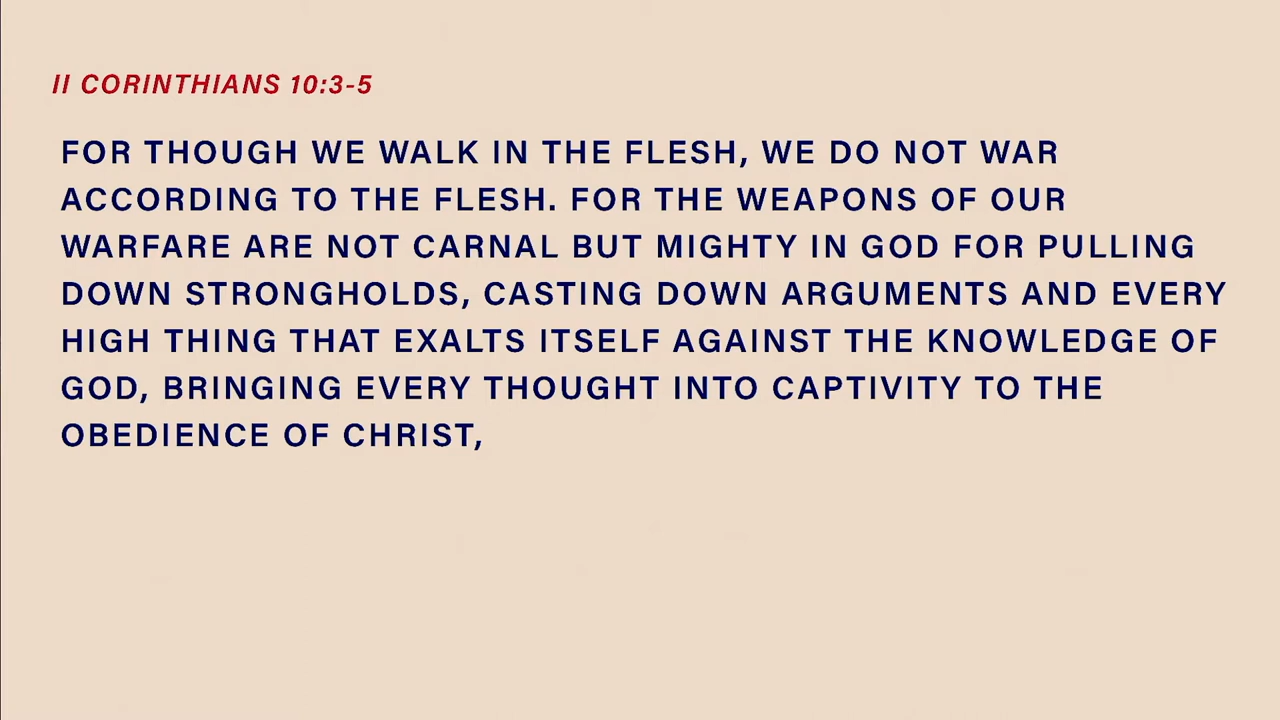 II CORINTHIANS 10:3-5
FOR THOUGH WE WALK IN THE FLESH, WE DO NOT WAR
ACCORDING TO THE FLESH. FOR THE WEAPONS OF OUR
WARFARE ARE NOT CARNAL BUT MIGHTY IN GOD FOR PULLING
DOWN STRONGHOLDS, CASTING DOWN ARGUMENTS AND EVERY
HIGH THING THAT EXALTS ITSELF AGAINST THE KNOWLEDGE OF
GOD, BRINGING EVERY THOUGHT INTO CAPTIVITY TO THE
OBEDIENCE OF CHRIST,